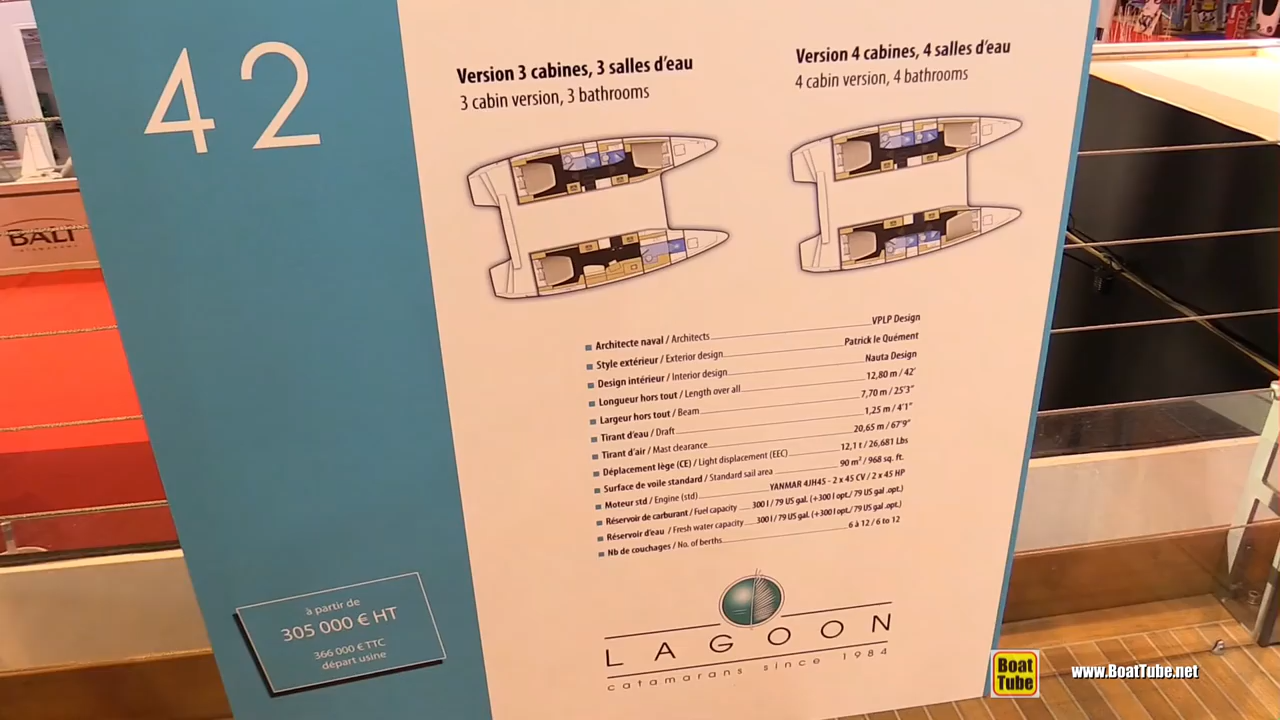 42
Version 3 cabines, 3 salles d'eau
3 cabin version, 3 bathrooms
Version 4 cabines, 4 salles d'eau
4 cabin version, 4 bathrooms
Architecte naval / Architects VPLP Design
Style extérieur / Exterior design Patrick le Quément
Design intérieur / Interior design Nauta Design
Longueur hors tout / Length over all 12,80 m / 42'
Largeur hors tout / Beam 7,70 m / 25'3"
Tirant d'eau / Draft 1,25 m / 4'1"
Tirant d'air / Mast clearance 20,65 m / 67'9"
Déplacement lège (CE) / Light displacement (EEC) 12,1 t / 26,681 Lbs
Surface de voile standard / Standard sail area 90 m² / 968 sq. ft.
Moteur std / Engine (std) YANMAR 4JH45 - 2 x 45 CV / 2 x 45 HP
Réservoir de carburant / Fuel capacity 300 l / 79 US gal. (+300 l opt./ 79 US gal .opt.)
Réservoir d'eau / Fresh water capacity 300 l / 79 US gal. (+300 l opt./ 79 US gal .opt.)
Nb de couchages / No. of berths 6 à 12 / 6 to 12
à partir de
305 000 € HT
366 000 € TTC
départ usine
LAGOON
catamarans since 1984
BALI
Boat
Tube
www.BoatTube.net